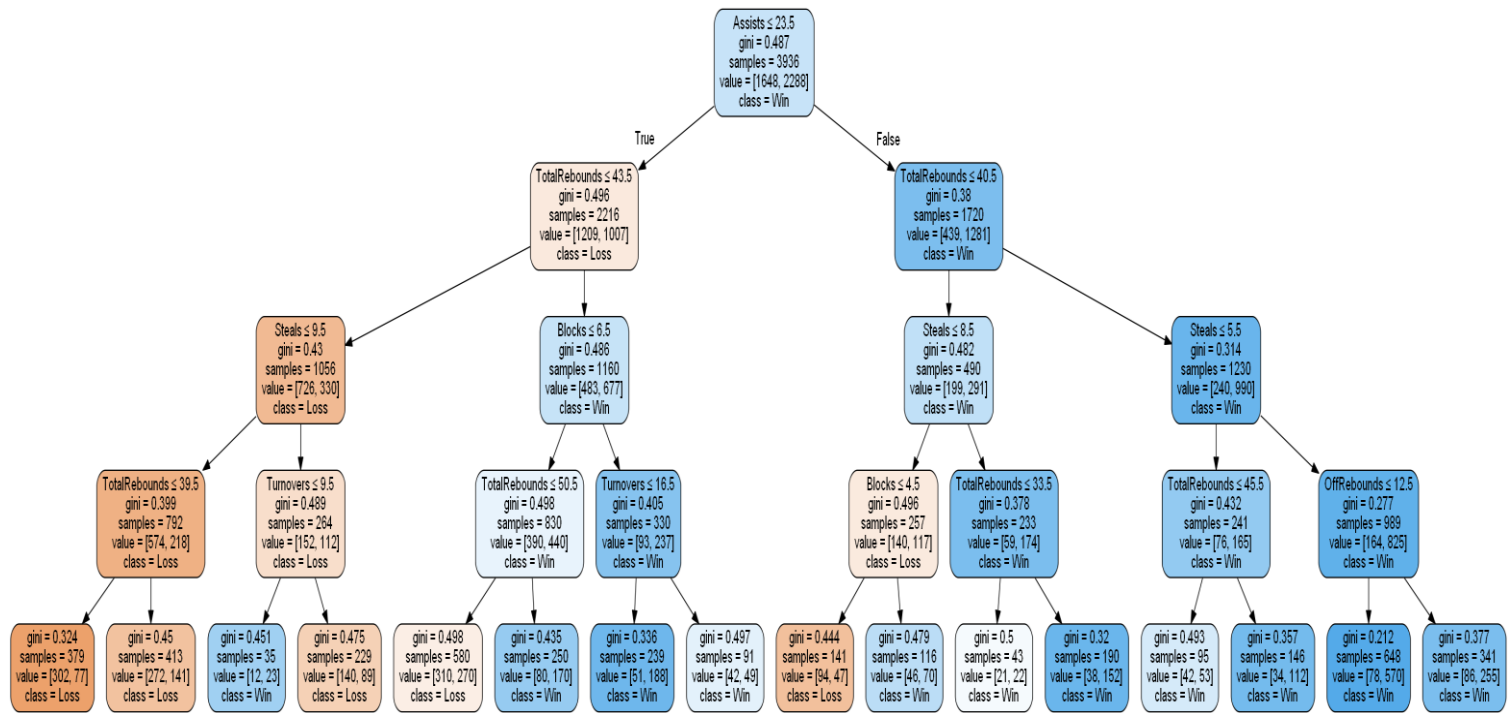 Assists ≤ 23.5
gini = 0.487
samples = 3936
value = [1648, 2288]
class = Win
True
False
TotalRebounds ≤ 43.5
gini = 0.496
samples = 2216
value = [1209, 1007]
class = Loss
TotalRebounds ≤ 40.5
gini = 0.38
samples = 1720
value = [439, 1281]
class = Win
Steals ≤ 9.5
gini = 0.43
samples = 1056
value = [726, 330]
class = Loss
Blocks ≤ 6.5
gini = 0.486
samples = 1160
value = [483, 677]
class = Win
Steals ≤ 8.5
gini = 0.482
samples = 490
value = [199, 291]
class = Win
Steals ≤ 5.5
gini = 0.314
samples = 1230
value = [240, 990]
class = Win
TotalRebounds ≤ 39.5
gini = 0.399
samples = 792
value = [574, 218]
class = Loss
Turnovers ≤ 9.5
gini = 0.489
samples = 264
value = [152, 112]
class = Loss
TotalRebounds ≤ 50.5
gini = 0.498
samples = 830
value = [390, 440]
class = Win
Turnovers ≤ 16.5
gini = 0.405
samples = 330
value = [93, 237]
class = Win
Blocks ≤ 4.5
gini = 0.496
samples = 257
value = [140, 117]
class = Loss
TotalRebounds ≤ 33.5
gini = 0.378
samples = 233
value = [59, 174]
class = Win
TotalRebounds ≤ 45.5
gini = 0.432
samples = 241
value = [76, 165]
class = Win
OffRebounds ≤ 12.5
gini = 0.277
samples = 989
value = [164, 825]
class = Win
gini = 0.324
samples = 379
value = [302, 77]
class = Loss
gini = 0.45
samples = 413
value = [272, 141]
class = Loss
gini = 0.451
samples = 35
value = [12, 23]
class = Win
gini = 0.475
samples = 229
value = [140, 89]
class = Loss
gini = 0.498
samples = 580
value = [310, 270]
class = Loss
gini = 0.435
samples = 250
value = [80, 170]
class = Win
gini = 0.336
samples = 239
value = [51, 188]
class = Win
gini = 0.497
samples = 91
value = [42, 49]
class = Win
gini = 0.444
samples = 141
value = [94, 47]
class = Loss
gini = 0.479
samples = 116
value = [46, 70]
class = Win
gini = 0.5
samples = 43
value = [21, 22]
class = Win
gini = 0.32
samples = 190
value = [38, 152]
class = Win
gini = 0.493
samples = 95
value = [42, 53]
class = Win
gini = 0.357
samples = 146
value = [34, 112]
class = Win
gini = 0.212
samples = 648
value = [78, 570]
class = Win
gini = 0.377
samples = 341
value = [86, 255]
class = Win